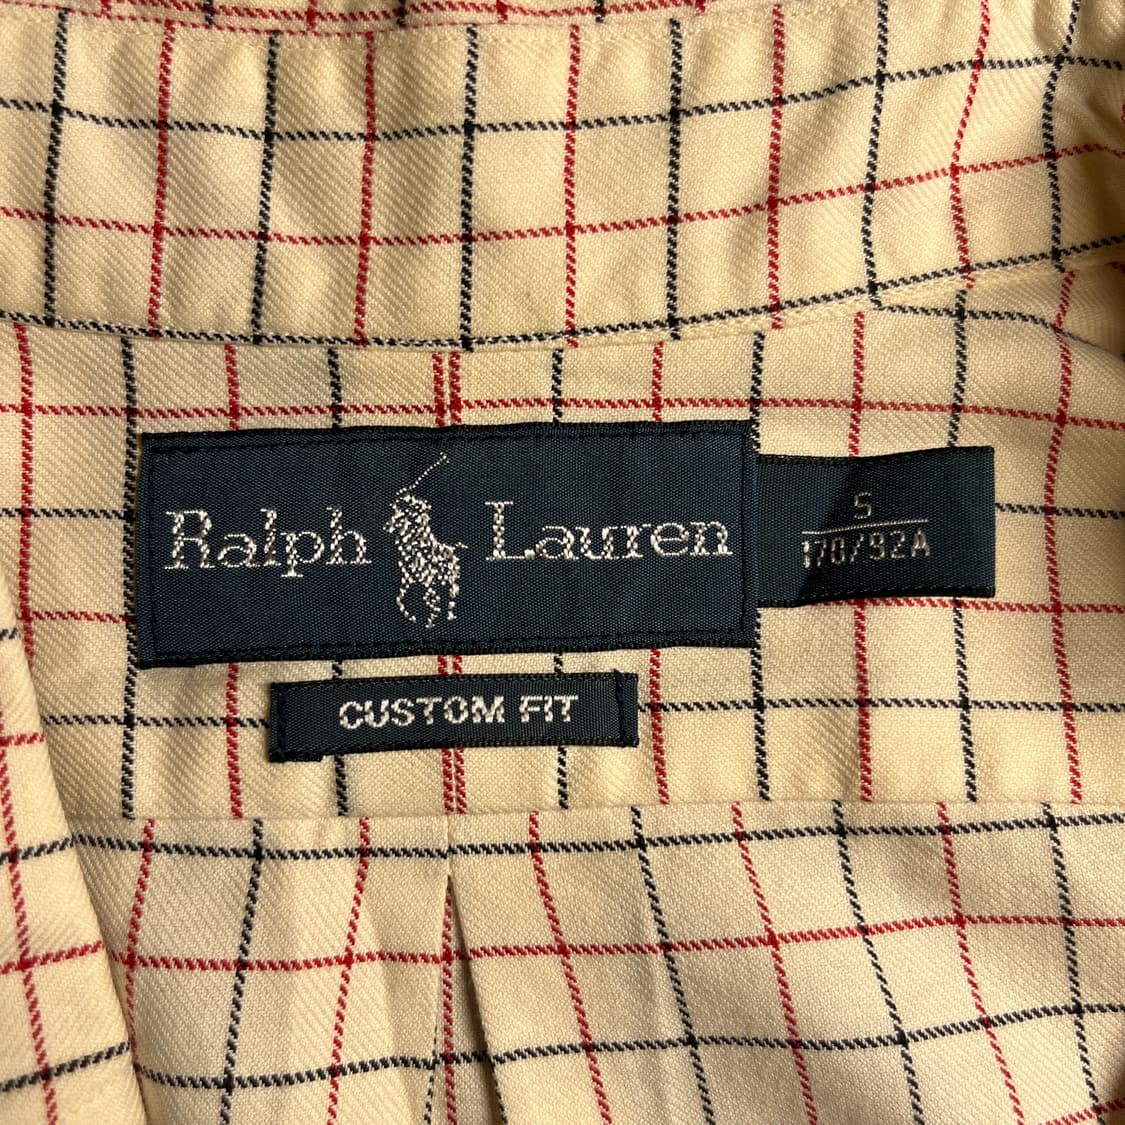 Ralph Lauren
S
170/92A
CUSTOM FIT